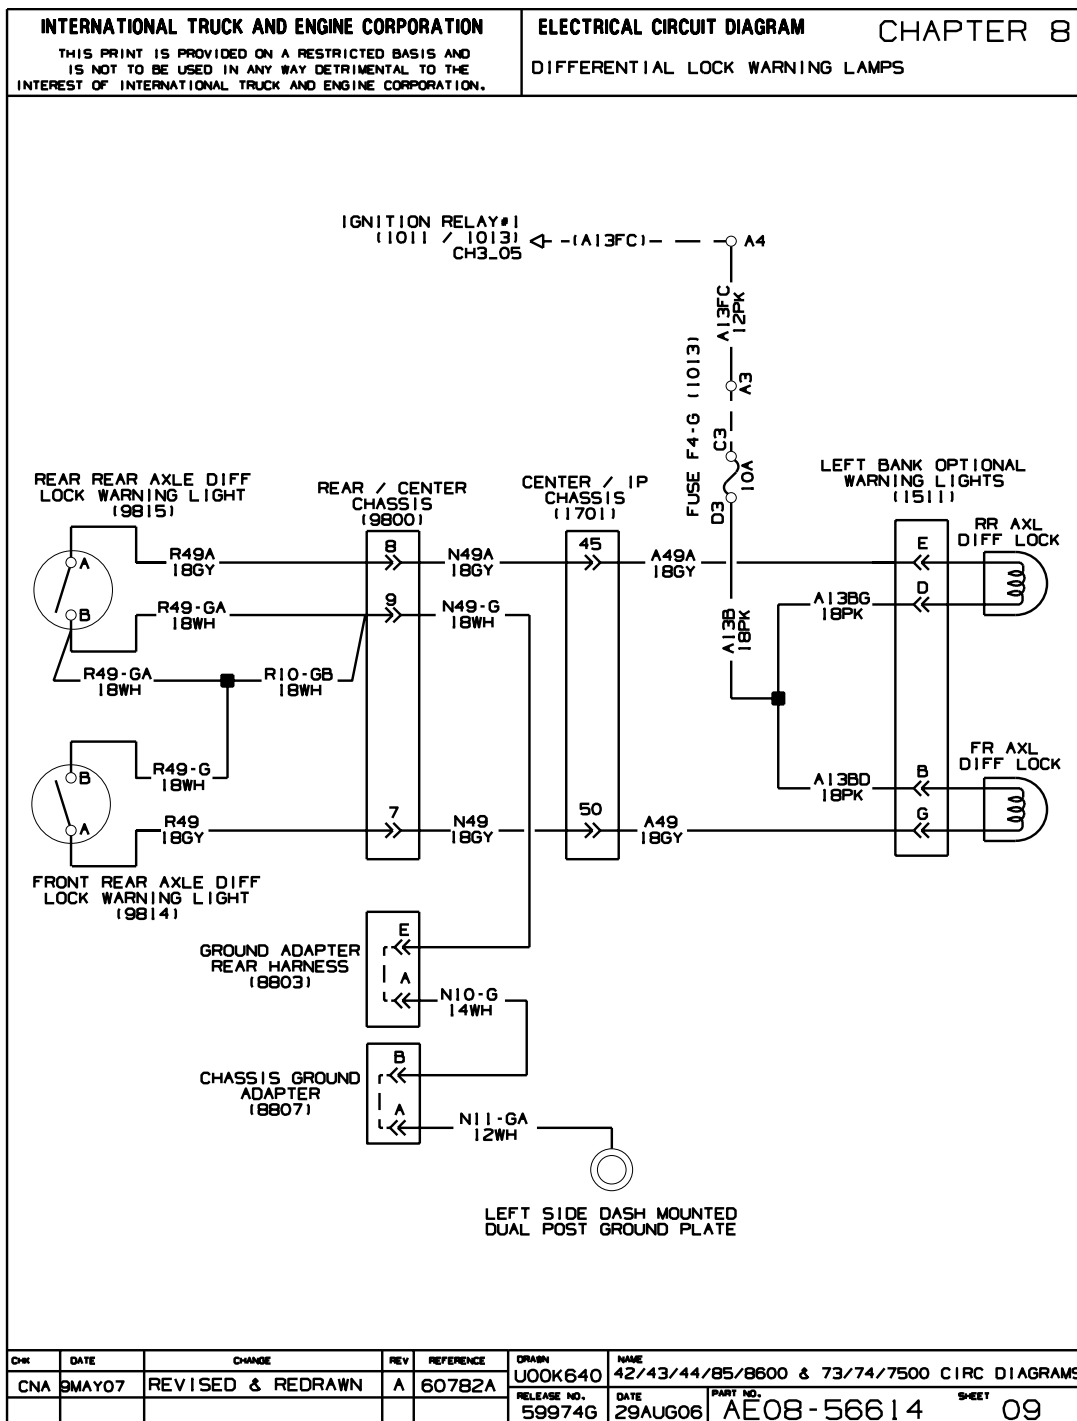 INTERNATIONAL TRUCK AND ENGINE CORPORATION
THIS PRINT IS PROVIDED ON A RESTRICTED BASIS AND
IS NOT TO BE USED IN ANY WAY DETRIMENTAL TO THE
INTEREST OF INTERNATIONAL TRUCK AND ENGINE CORPORATION.
ELECTRICAL CIRCUIT DIAGRAM
CHAPTER 8
DIFFERENTIAL LOCK WARNING LAMPS
IGNITION RELAY#1
(1011 / 1013)
CH3_05
(A13FC)
A4
A13FC
12PK
A3
FUSE F4-G (1013)
C3
10A
D3
A13B
18PK
REAR REAR AXLE DIFF
LOCK WARNING LIGHT
(9815)
A
B
R49A
18GY
R49-GA
18WH
R49-GA
18WH
R10-GB
18WH
REAR / CENTER
CHASSIS
(9800)
8
9
7
N49A
18GY
N49-G
18WH
CENTER / IP
CHASSIS
(1701)
45
50
A49A
18GY
LEFT BANK OPTIONAL
WARNING LIGHTS
(1511)
E
D
B
G
RR AXL
DIFF LOCK
A13BG
18PK
FR AXL
DIFF LOCK
A13BD
18PK
B
A
R49-G
18WH
R49
18GY
N49
18GY
A49
18GY
FRONT REAR AXLE DIFF
LOCK WARNING LIGHT
(9814)
GROUND ADAPTER
REAR HARNESS
(8803)
E
A
N10-G
14WH
CHASSIS GROUND
ADAPTER
(8807)
B
A
N11-GA
12WH
LEFT SIDE DASH MOUNTED
DUAL POST GROUND PLATE
CHK DATE CHANGE REV REFERENCE
CNA 9MAY07 REVISED & REDRAWN A 60782A
DRAWN
U00K640
NAME
42/43/44/85/8600 & 73/74/7500 CIRC DIAGRAMS
RELEASE NO.
59974G
DATE
29AUG06
PART NO.
AE08-56614
SHEET
09